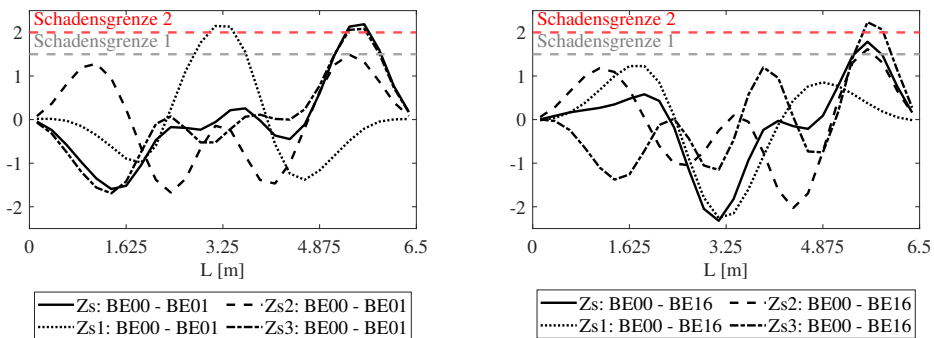 Schadensgrenze 2
Schadensgrenze 1
2
1
0
-1
-2
0 1.625 3.25 4.875 6.5
L [m]
Zs: BE00 - BE01 Zs2: BE00 - BE01
Zs1: BE00 - BE01 Zs3: BE00 - BE01
Schadensgrenze 2
Schadensgrenze 1
2
1
0
-1
-2
0 1.625 3.25 4.875 6.5
L [m]
Zs: BE00 - BE16 Zs2: BE00 - BE16
Zs1: BE00 - BE16 Zs3: BE00 - BE16